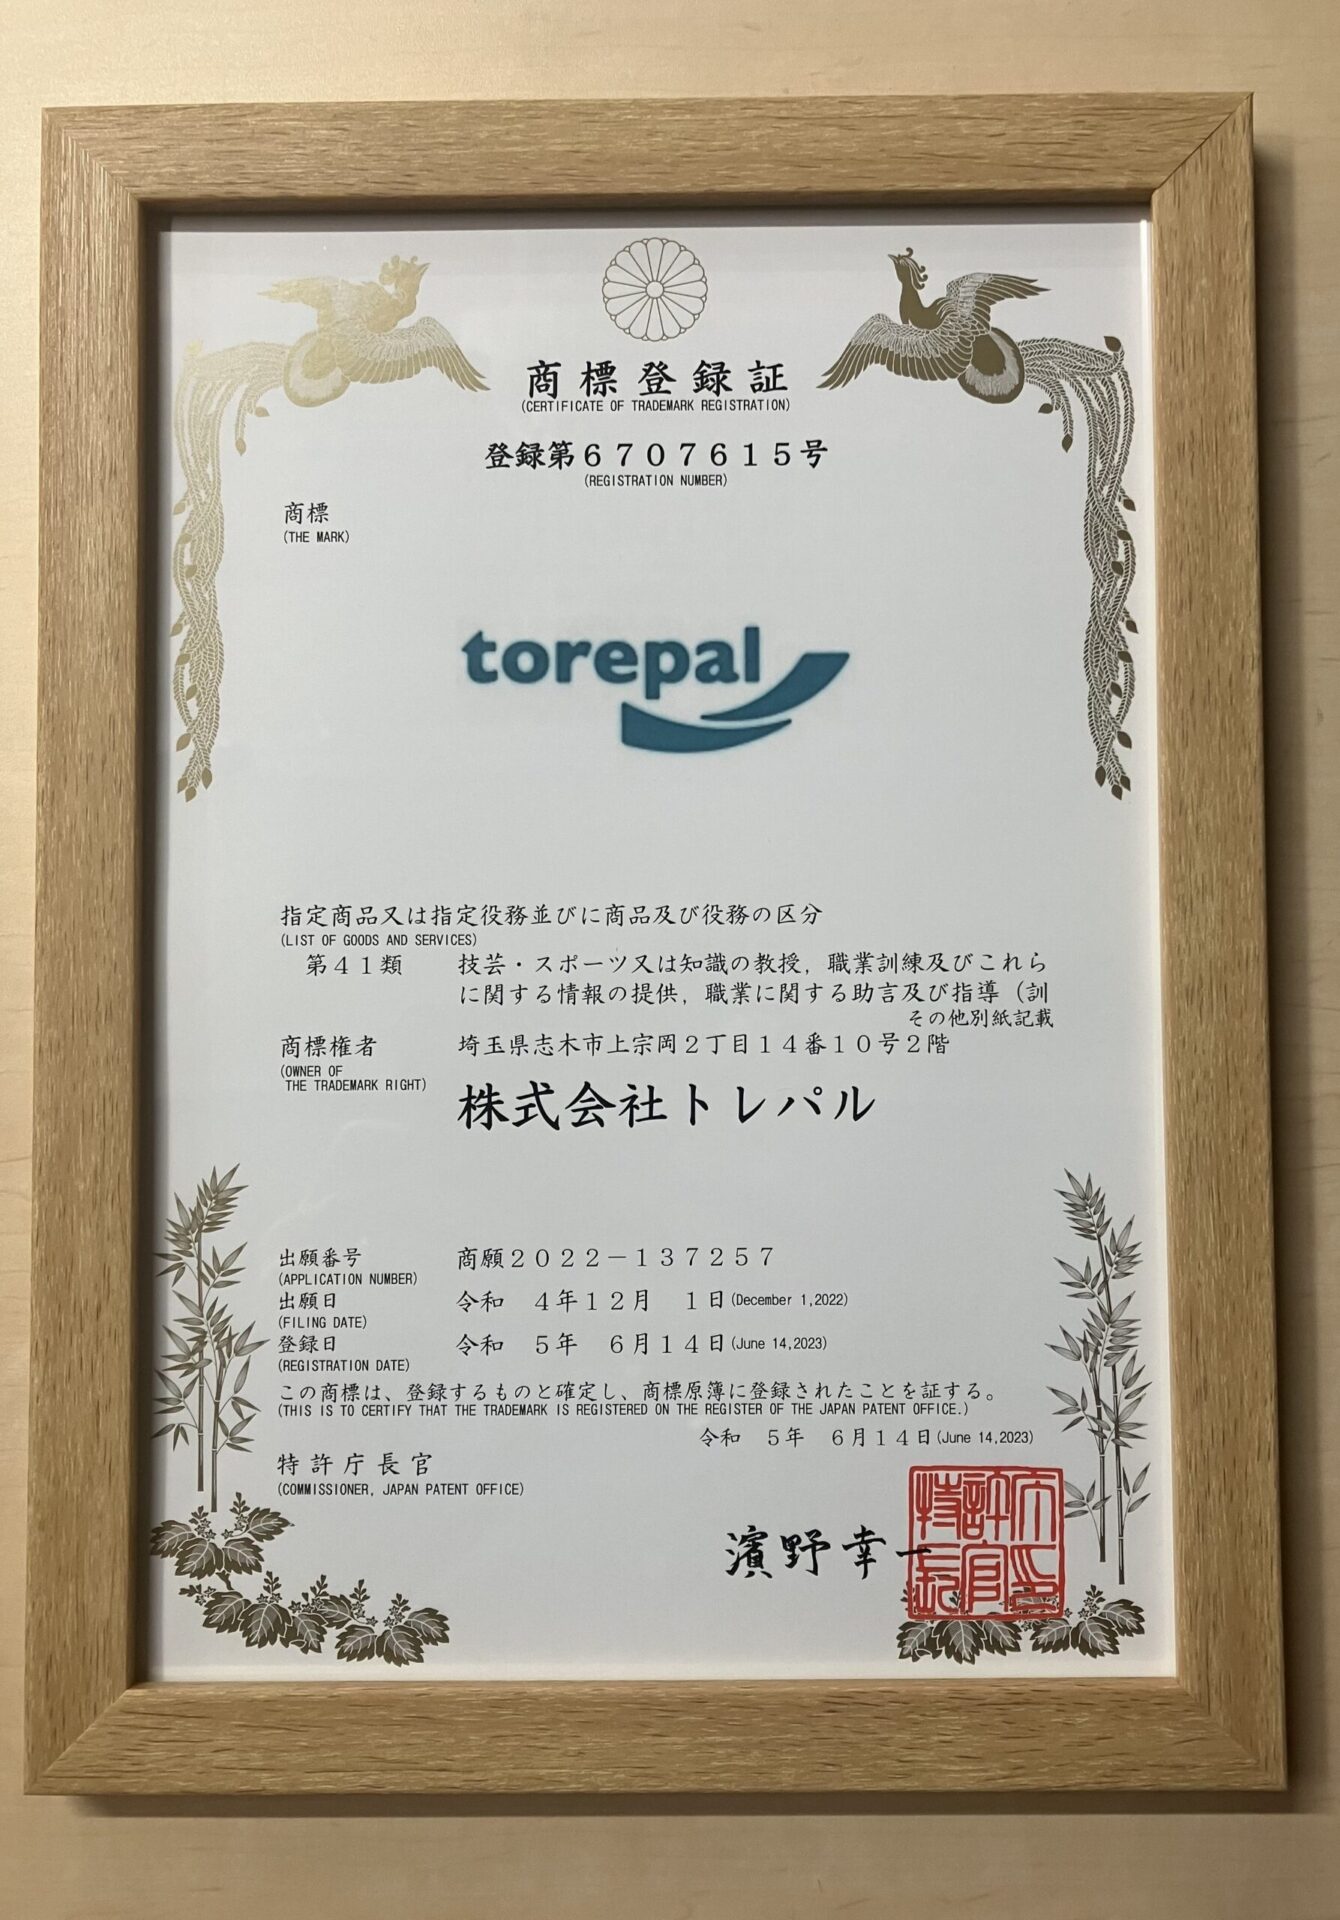 商標登録証
(CERTIFICATE OF TRADEMARK REGISTRATION)
登録第６７０７６１５号
(REGISTRATION NUMBER)
商標
(THE MARK)
torepal
指定商品又は指定役務並びに商品及び役務の区分
(LIST OF GOODS AND SERVICES)
第４１類 技芸・スポーツ又は知識の教授，職業訓練及びこれら
に関する情報の提供，職業に関する助言及び指導（訓
その他別紙記載
商標権者 埼玉県志木市上宗岡２丁目１４番１０号２階
(OWNER OF
THE TRADEMARK RIGHT)
株式会社トレパル
出願番号 商願２０２２－１３７２５７
(APPLICATION NUMBER)
出願日 令和 ４年１２月 １日(December 1,2022)
(FILING DATE)
登録日 令和 ５年 ６月１４日(June 14,2023)
(REGISTRATION DATE)
この商標は、登録するものと確定し、商標原簿に登録されたことを証する。
(THIS IS TO CERTIFY THAT THE TRADEMARK IS REGISTERED ON THE REGISTER OF THE JAPAN PATENT OFFICE.)
令和 ５年 ６月１４日(June 14,2023)
特許庁長官
(COMMISSIONER, JAPAN PATENT OFFICE)
濱野幸一